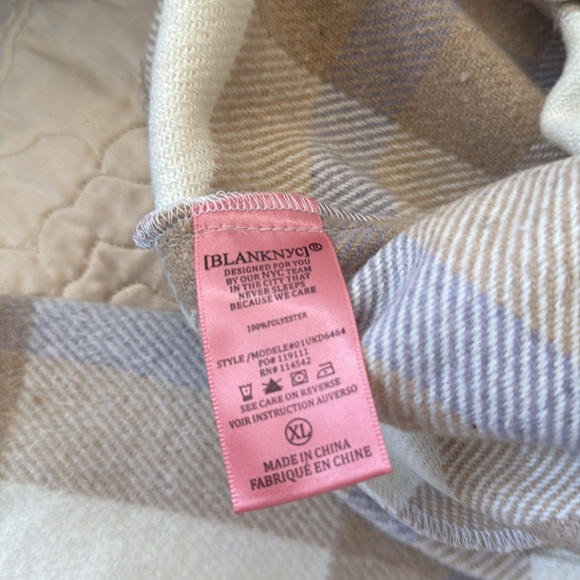 [BLANKNYC]®
DESIGNED FOR YOU
BY OUR NYC TEAM
IN THE CITY THAT
NEVER SLEEPS
BECAUSE WE CARE
100%POLYESTER
STYLE/MODELE#01UKD6464
PO# 119111
RN# 114542
SEE CARE ON REVERSE
VOIR INSTRUCTION AUVERSO
XL
MADE IN CHINA
FABRIQUÉ EN CHINE